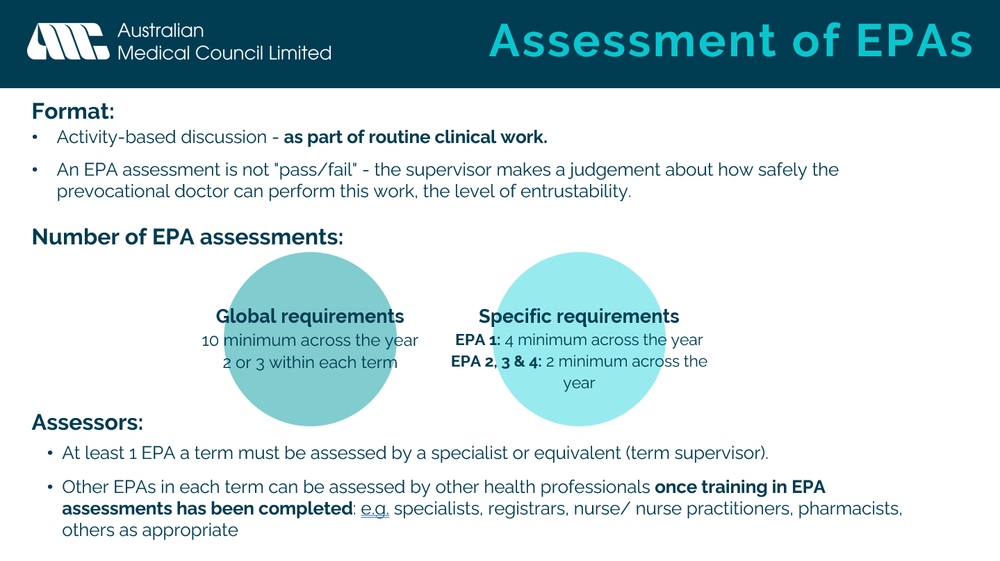 Australian
Medical Council Limited
Assessment of EPAs
Format:
• Activity-based discussion - as part of routine clinical work.
• An EPA assessment is not "pass/fail" - the supervisor makes a judgement about how safely the
prevocational doctor can perform this work, the level of entrustability.
Number of EPA assessments:
Global requirements
10 minimum across the year
2 or 3 within each term
Specific requirements
EPA 1: 4 minimum across the year
EPA 2, 3 & 4: 2 minimum across the
year
Assessors:
• At least 1 EPA a term must be assessed by a specialist or equivalent (term supervisor).
• Other EPAs in each term can be assessed by other health professionals once training in EPA
assessments has been completed: e.g. specialists, registrars, nurse/ nurse practitioners, pharmacists,
others as appropriate